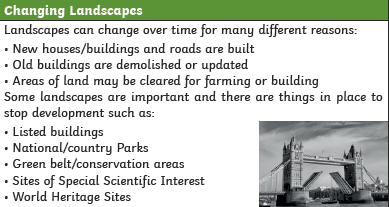 Changing Landscapes
Landscapes can change over time for many different reasons:
• New houses/buildings and roads are built
• Old buildings are demolished or updated
• Areas of land may be cleared for farming or building
Some landscapes are important and there are things in place to
stop development such as:
• Listed buildings
• National/country Parks
• Green belt/conservation areas
• Sites of Special Scientific Interest
• World Heritage Sites